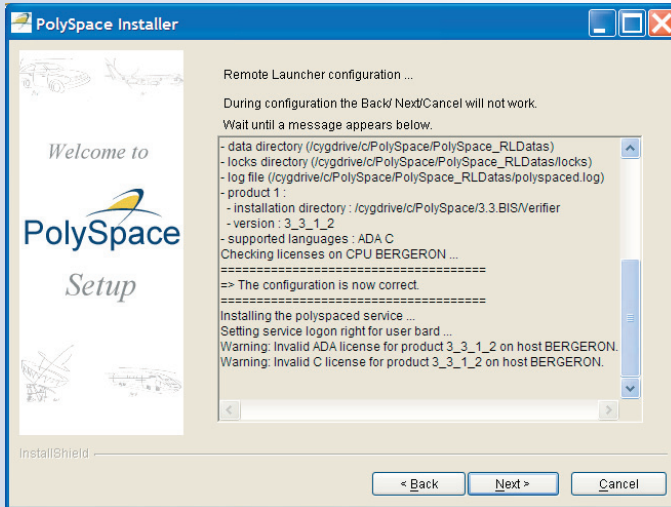 PolySpace Installer
Remote Launcher configuration ...
During configuration the Back/ Next/Cancel will not work.
Wait until a message appears below.
Welcome to
PolySpace
Setup
- data directory (/cygdrive/c/PolySpace/PolySpace_RLDatas)
- locks directory (/cygdrive/c/PolySpace/PolySpace_RLDatas/locks)
- log file (/cygdrive/c/PolySpace/PolySpace_RLDatas/polyspaced.log)
- product 1 :
- installation directory : /cygdrive/c/PolySpace/3.3.BIS/Verifier
- version : 3_3_1_2
- supported languages : ADA C
Checking licenses on CPU BERGERON ...
=====================================
=> The configuration is now correct.
=====================================
Installing the polyspaced service ...
Setting service logon right for user bard ...
Warning: Invalid ADA license for product 3_3_1_2 on host BERGERON.
Warning: Invalid C license for product 3_3_1_2 on host BERGERON.
InstallShield
< Back
Next >
Cancel